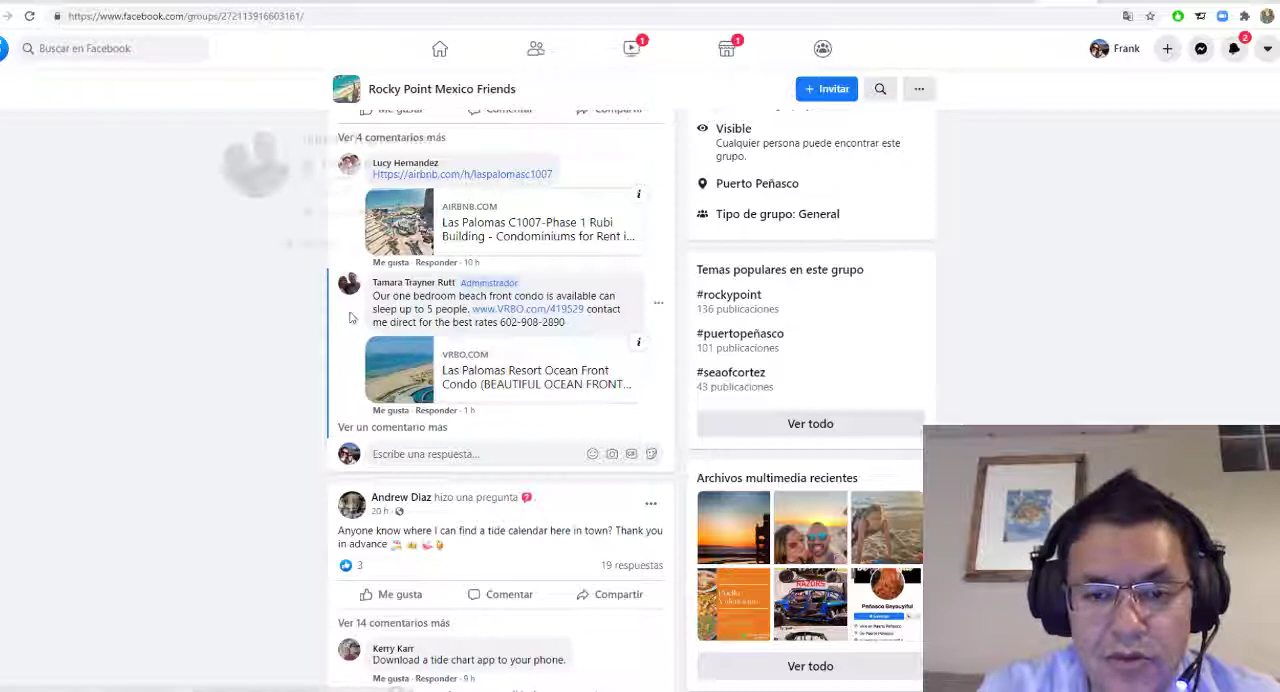 https://www.facebook.com/groups/272113916603161/
Buscar en Facebook
1
1
Frank
2
Rocky Point Mexico Friends
+ Invitar
Me gusta Comentar Compartir
Ver 4 comentarios más
Lucy Hernandez
Https://airbnb.com/h/laspalomasc1007
AIRBNB.COM
Las Palomas C1007-Phase 1 Rubi
Building - Condominiums for Rent i...
Me gusta · Responder · 10 h
Tamara Trayner Rutt Administrador
Our one bedroom beach front condo is available can
sleep up to 5 people. www.VRBO.com/419529 contact
me direct for the best rates 602-908-2890
VRBO.COM
Las Palomas Resort Ocean Front
Condo (BEAUTIFUL OCEAN FRONT...
Me gusta · Responder · 1 h
Ver un comentario más
Escribe una respuesta...
Andrew Diaz hizo una pregunta
20 h ·
Anyone know where I can find a tide calendar here in town? Thank you
in advance
3
19 respuestas
Me gusta Comentar Compartir
Ver 14 comentarios más
Kerry Karr
Download a tide chart app to your phone.
Me gusta · Responder · 9 h
Visible
Cualquier persona puede encontrar este
grupo.
Puerto Peñasco
Tipo de grupo: General
Temas populares en este grupo
#rockypoint
136 publicaciones
#puertopeñasco
101 publicaciones
#seaofcortez
43 publicaciones
Ver todo
Archivos multimedia recientes
RAZORS
Ver todo